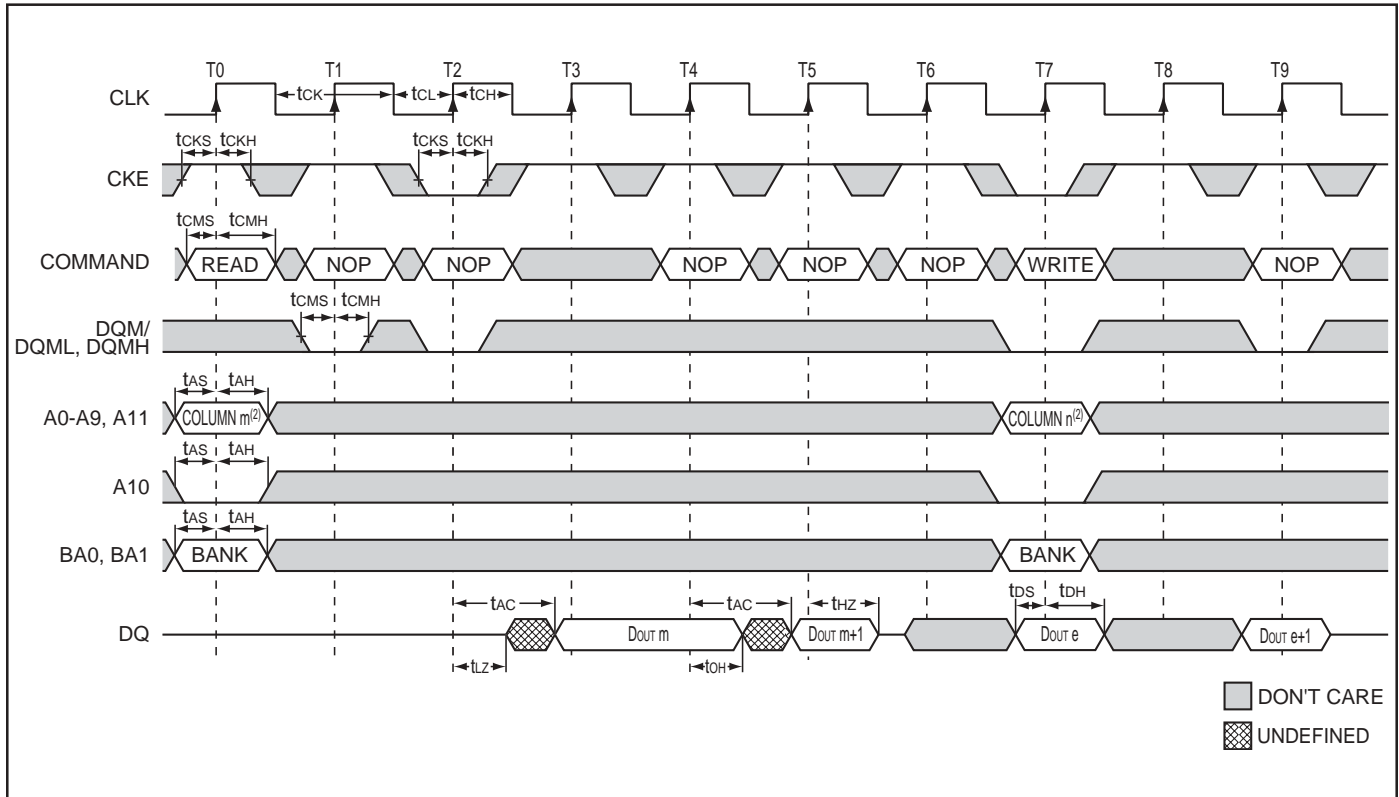 T0 T1 T2 T3 T4 T5 T6 T7 T8 T9
CLK tCK tCL tCH
tCKS tCKH tCKS tCKH
CKE
tCMS tCMH
COMMAND READ NOP NOP NOP NOP NOP WRITE NOP
tCMS tCMH
DQM/
DQML, DQMH
tAS tAH
A0-A9, A11 COLUMN m(2) COLUMN n(2)
tAS tAH
A10
tAS tAH
BA0, BA1 BANK BANK
tAC tAC tHZ tDS tDH
DQ DOUT m DOUT m+1 DOUT e DOUT e+1
tLZ tOH
DON'T CARE
UNDEFINED